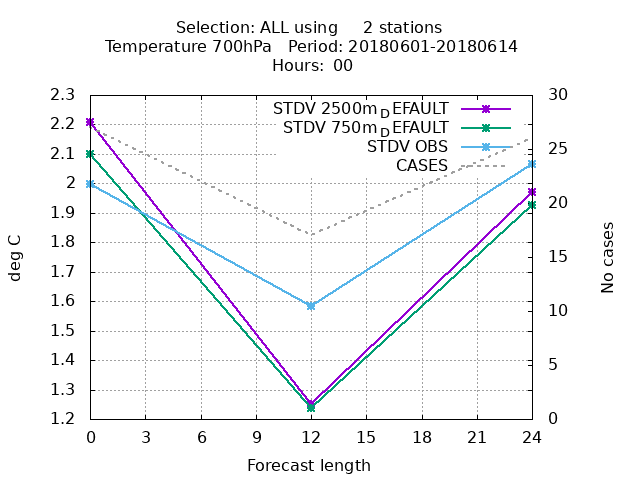 Selection: ALL using     2 stations
Temperature 700hPa   Period: 20180601-20180614
Hours:  00
STDV 2500m_DEFAULT
STDV 750m_DEFAULT
STDV OBS
CASES
2.3
2.2
2.1
2
1.9
1.8
1.7
1.6
1.5
1.4
1.3
1.2
deg C
30
25
20
15
10
5
0
No cases
0 3 6 9 12 15 18 21 24
Forecast length